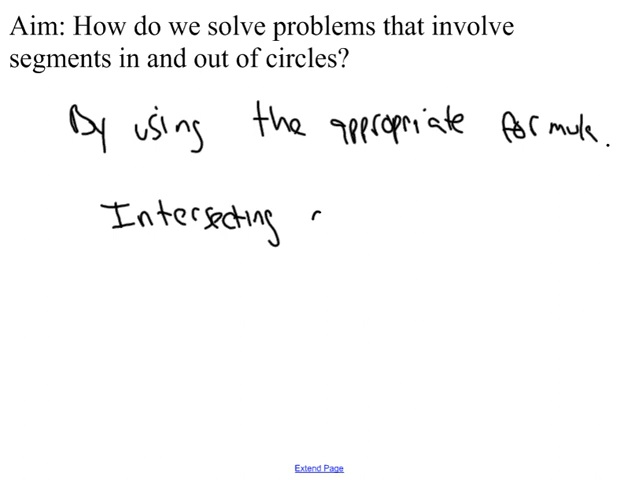 Aim: How do we solve problems that involve
segments in and out of circles?
By using the appropriate formula.
Intersecting c
Extend Page